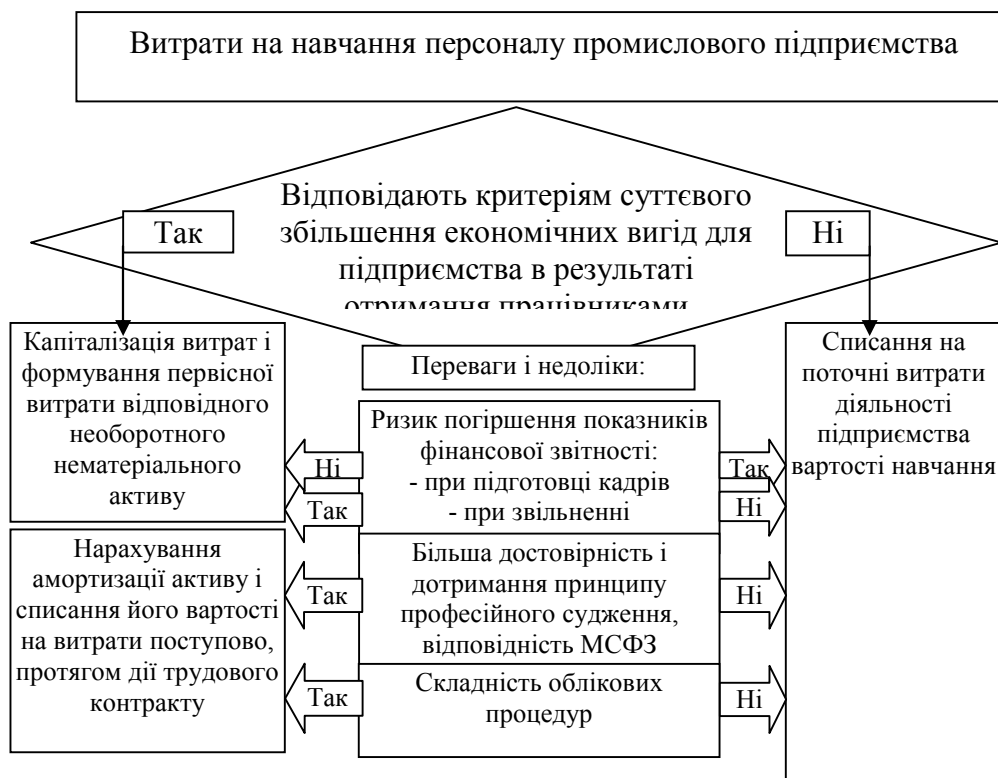 Витрати на навчання персоналу промислового підприємства
Відповідають критеріям суттєвого
збільшення економічних вигід для
підприємства в результаті
отримання працівниками
Так
Ні
Капіталізація витрат і
формування первісної
витрати відповідного
необоротного
нематеріального
активу
Переваги і недоліки:
Списання на
поточні витрати
діяльності
підприємства
вартості навчання
Ризик погіршення показників
фінансової звітності:
- при підготовці кадрів
- при звільненні
Ні
Так
Так
Ні
Нарахування
амортизації активу і
списання його вартості
на витрати поступово,
протягом дії трудового
контракту
Більша достовірність і
дотримання принципу
професійного судження,
відповідність МСФЗ
Так
Ні
Складність облікових
процедур
Так
Ні